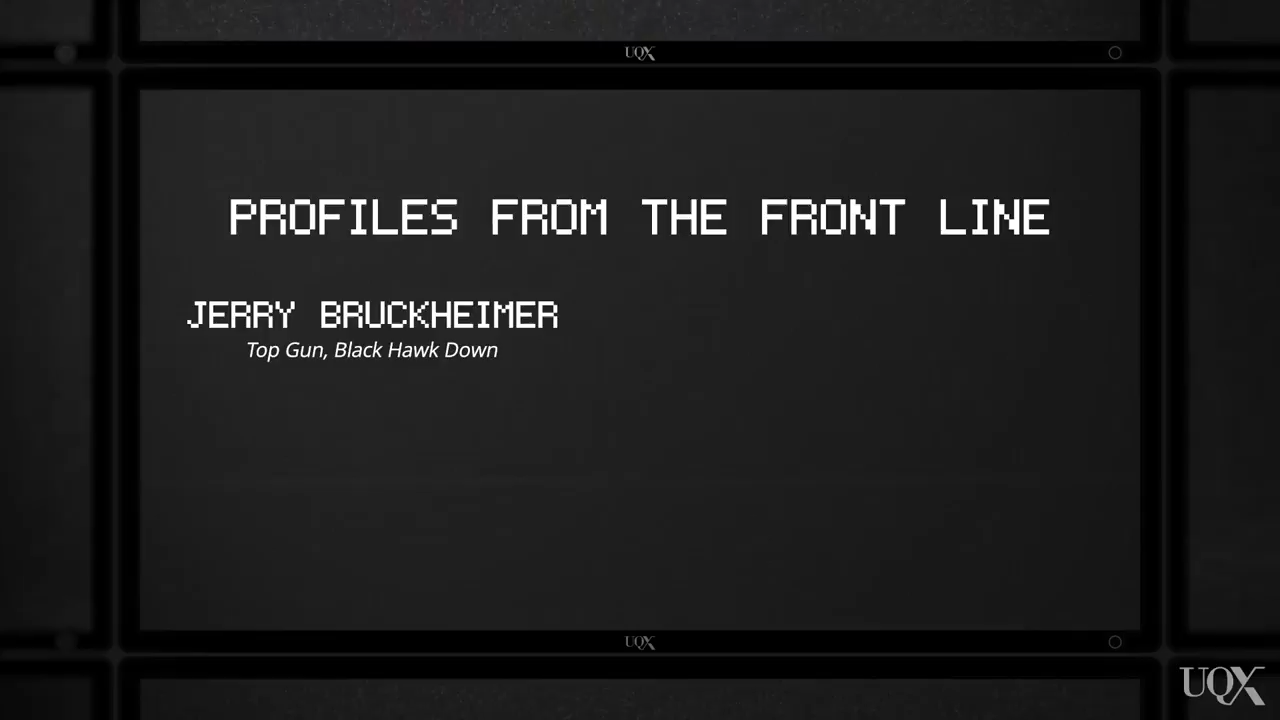 UQX
PROFILES FROM THE FRONT LINE
JERRY BRUCKHEIMER
Top Gun, Black Hawk Down
UQX
UQX